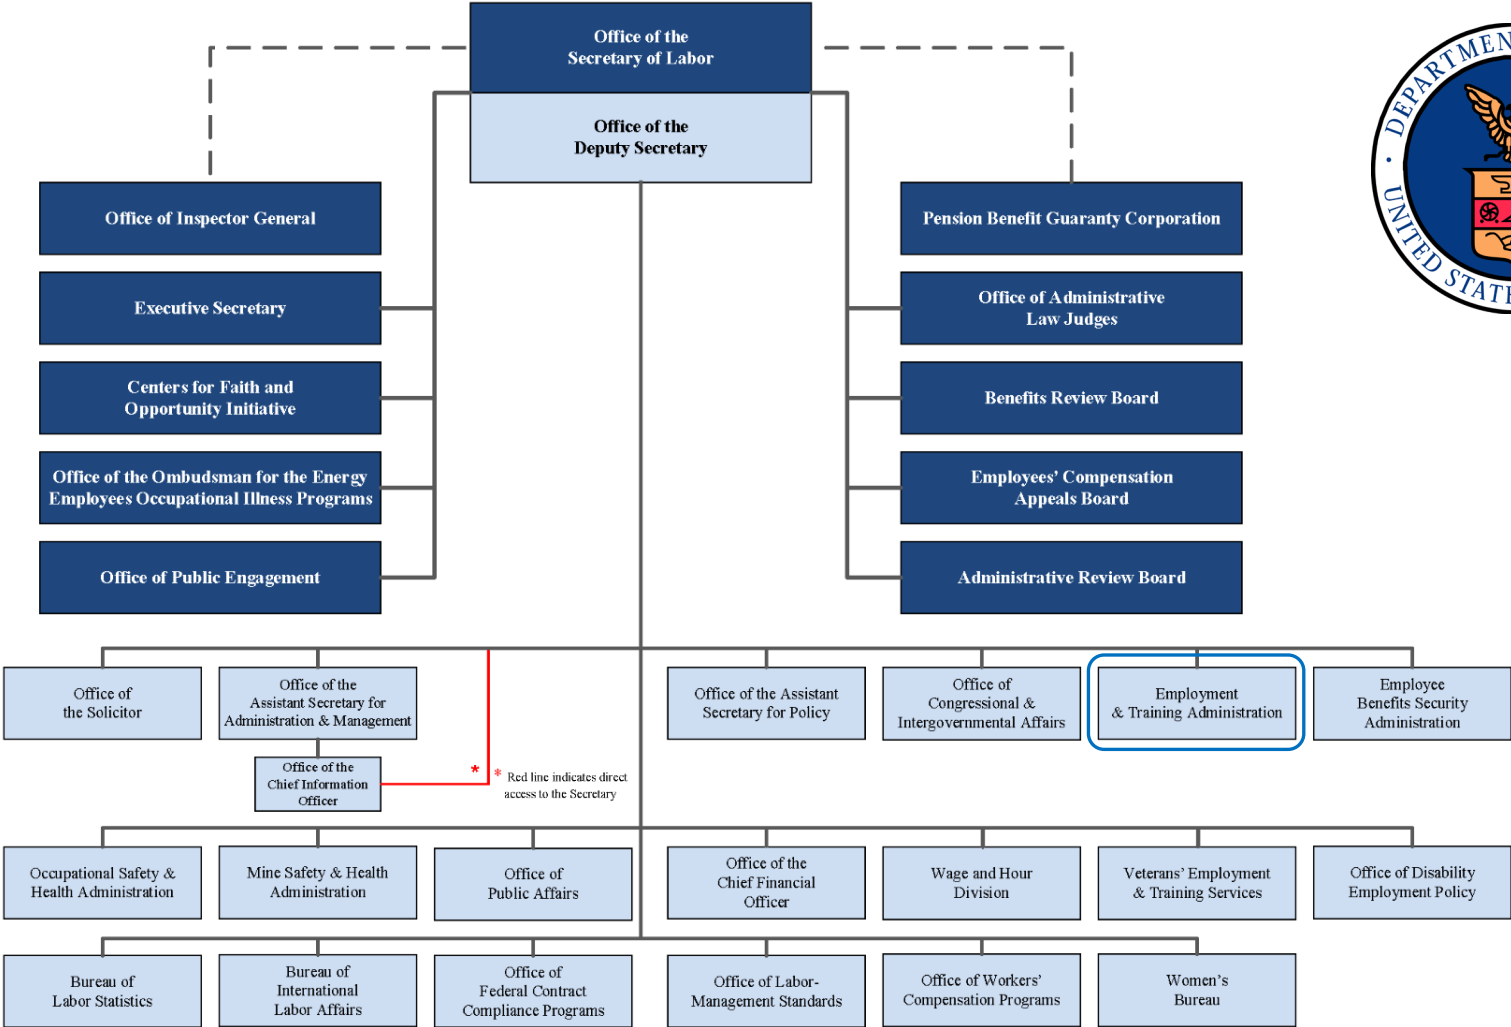 Office of the
Secretary of Labor
Office of the
Deputy Secretary
DEPARTMEN
UNITED STATE
Office of Inspector General
Pension Benefit Guaranty Corporation
Executive Secretary
Office of Administrative
Law Judges
Centers for Faith and
Opportunity Initiative
Benefits Review Board
Office of the Ombudsman for the Energy
Employees Occupational Illness Programs
Employees’ Compensation
Appeals Board
Office of Public Engagement
Administrative Review Board
Office of
the Solicitor
Office of the
Assistant Secretary for
Administration & Management
Office of the Assistant
Secretary for Policy
Office of
Congressional &
Intergovernmental Affairs
Employment
& Training Administration
Employee
Benefits Security
Administration
Office of the
Chief Information
Officer
*
* Red line indicates direct
access to the Secretary
Occupational Safety &
Health Administration
Mine Safety & Health
Administration
Office of
Public Affairs
Office of the
Chief Financial
Officer
Wage and Hour
Division
Veterans’ Employment
& Training Services
Office of Disability
Employment Policy
Bureau of
Labor Statistics
Bureau of
International
Labor Affairs
Office of
Federal Contract
Compliance Programs
Office of Labor-
Management Standards
Office of Workers’
Compensation Programs
Women’s
Bureau